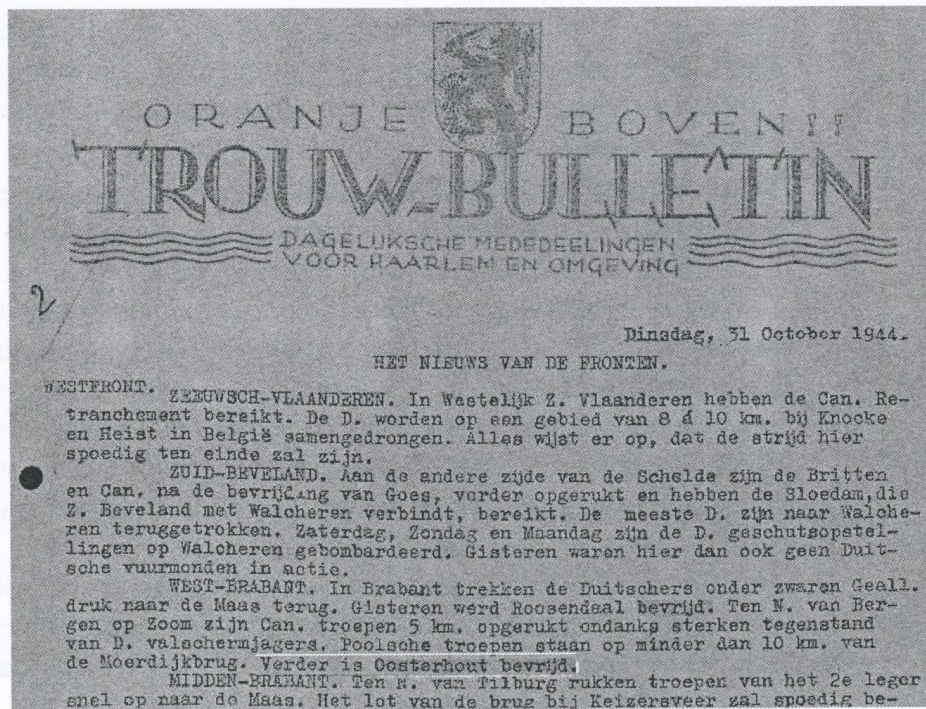 ORANJE BOVEN!!
TROUW-BULLETIN
DAGELIJKSCHE MEDEDEELINGEN
VOOR HAARLEM EN OMGEVING
2
Dinsdag, 31 October 1944.
HET NIEUWS VAN DE FRONTEN.
WESTFRONT.
ZEEUWSCH-VLAANDEREN. In Westelijk Z. Vlaanderen hebben de Can. Re-
tranchement bereikt. De D. worden op een gebied van 8 á 10 km. bij Knocke
en Heist in België samengedrongen. Alles wijst er op, dat de strijd hier
spoedig ten einde zal zijn.
ZUID-BEVELAND. Aan de andere zijde van de Schelde zijn de Britten
en Can. na de bevrijding van Goes, verder opgerukt en hebben de Sloedam,die
Z. Beveland met Walcheren verbindt, bereikt. De meeste D. zijn naar Walche-
ren teruggetrokken. Zaterdag, Zondag en Maandag zijn de D. geschutsopstel-
lingen op Walcheren gebombardeerd. Gisteren waren hier dan ook geen Duit-
sche vuurmonden in actie.
WEST-BRABANT. In Brabant trekken de Duitschers onder zwaren Geall.
druk naar de Maas terug. Gisteren werd Roosendaal bevrijd. Ten N. van Ber-
gen op Zoom zijn Can. troepen 5 km. opgerukt ondanks sterken tegenstand
van D. valschermjagers. Poolsche troepen staan op minder dan 10 km. van
de Moerdijkbrug. Verder is Oosterhout bevrijd.
MIDDEN-BRABANT. Ten N. van Tilburg rukken troepen van het 2e leger
snel op naar de Maas. Het lot van de brug bij Keizersveer zal spoedig be-